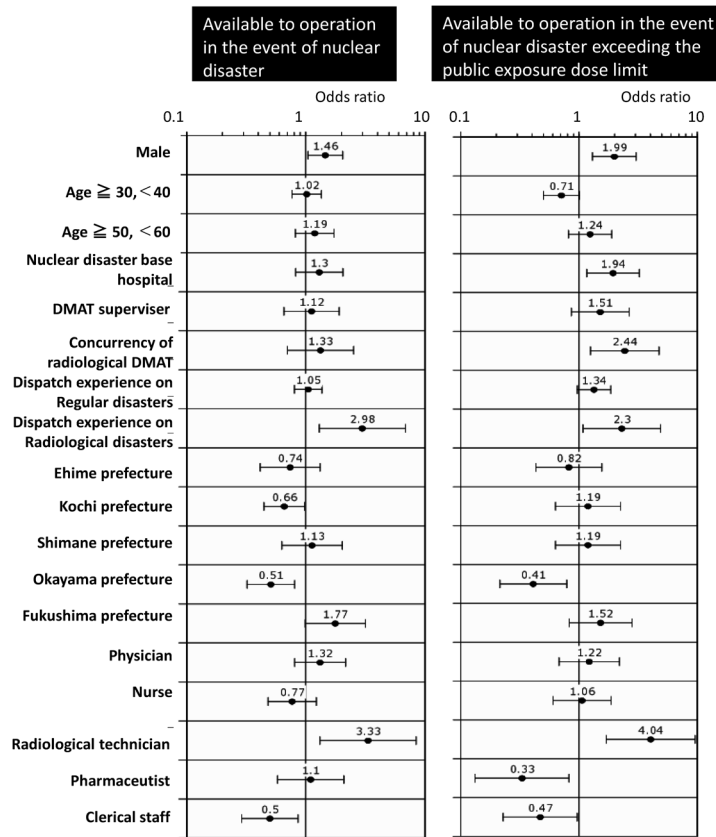 Available to operation
in the event of nuclear
disaster
Available to operation in the event
of nuclear disaster exceeding the
public exposure dose limit
Odds ratio
Odds ratio
0.1
1
10
0.1
1
10
Male
1.46
1.99
Age ≧ 30, <40
1.02
0.71
Age ≧ 50, <60
1.19
1.24
Nuclear disaster base
hospital
1.3
1.94
DMAT superviser
1.12
1.51
Concurrency of
radiological DMAT
1.33
2.44
Dispatch experience on
Regular disasters
1.05
1.34
Dispatch experience on
Radiological disasters
2.98
2.3
Ehime prefecture
0.74
0.82
Kochi prefecture
0.66
1.19
Shimane prefecture
1.13
1.19
Okayama prefecture
0.51
0.41
Fukushima prefecture
1.77
1.52
Physician
1.32
1.22
Nurse
0.77
1.06
Radiological technician
3.33
4.04
Pharmaceutist
1.1
0.33
Clerical staff
0.5
0.47